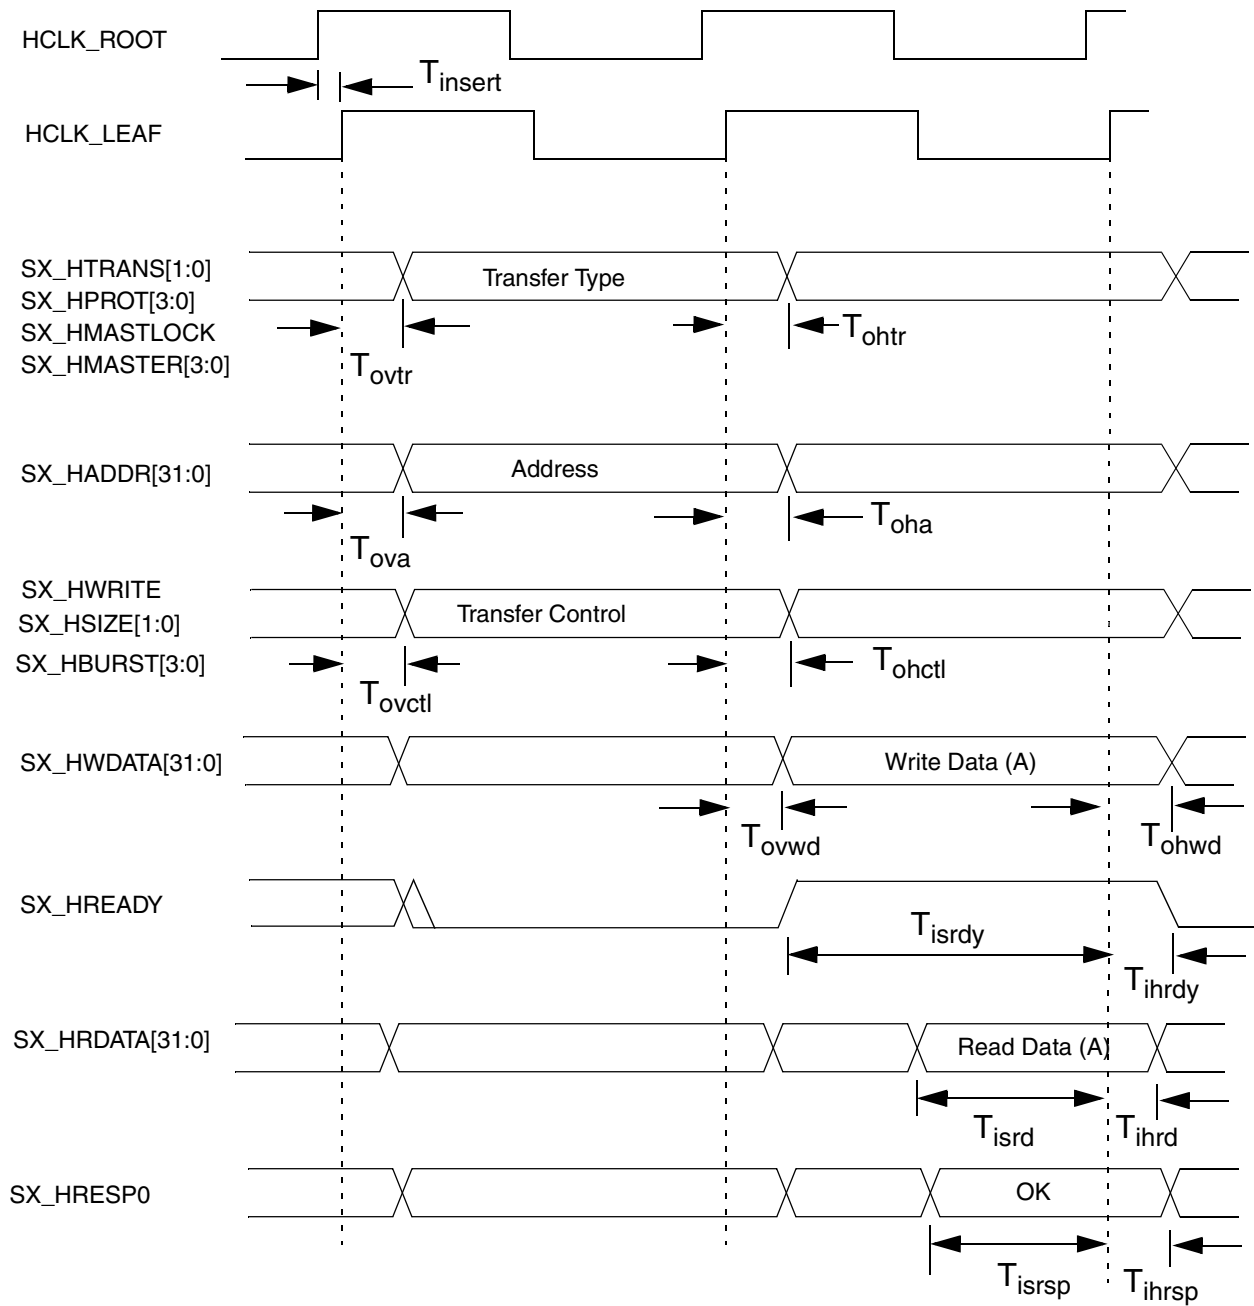 HCLK_ROOT
Tinsert
HCLK_LEAF
SX_HTRANS[1:0]
Transfer Type
SX_HPROT[3:0]
SX_HMASTLOCK
Tohtr
SX_HMASTER[3:0]
Tovtr
SX_HADDR[31:0]
Address
Toha
Tova
SX_HWRITE
SX_HSIZE[1:0]
Transfer Control
SX_HBURST[3:0]
Tohctl
Tovctl
SX_HWDATA[31:0]
Write Data (A)
Tovwd
Tohwd
SX_HREADY
Tisrdy
Tihrdy
SX_HRDATA[31:0]
Read Data (A)
Tisrd
Tihrd
SX_HRESP0
OK
Tisrsp
Tihrsp